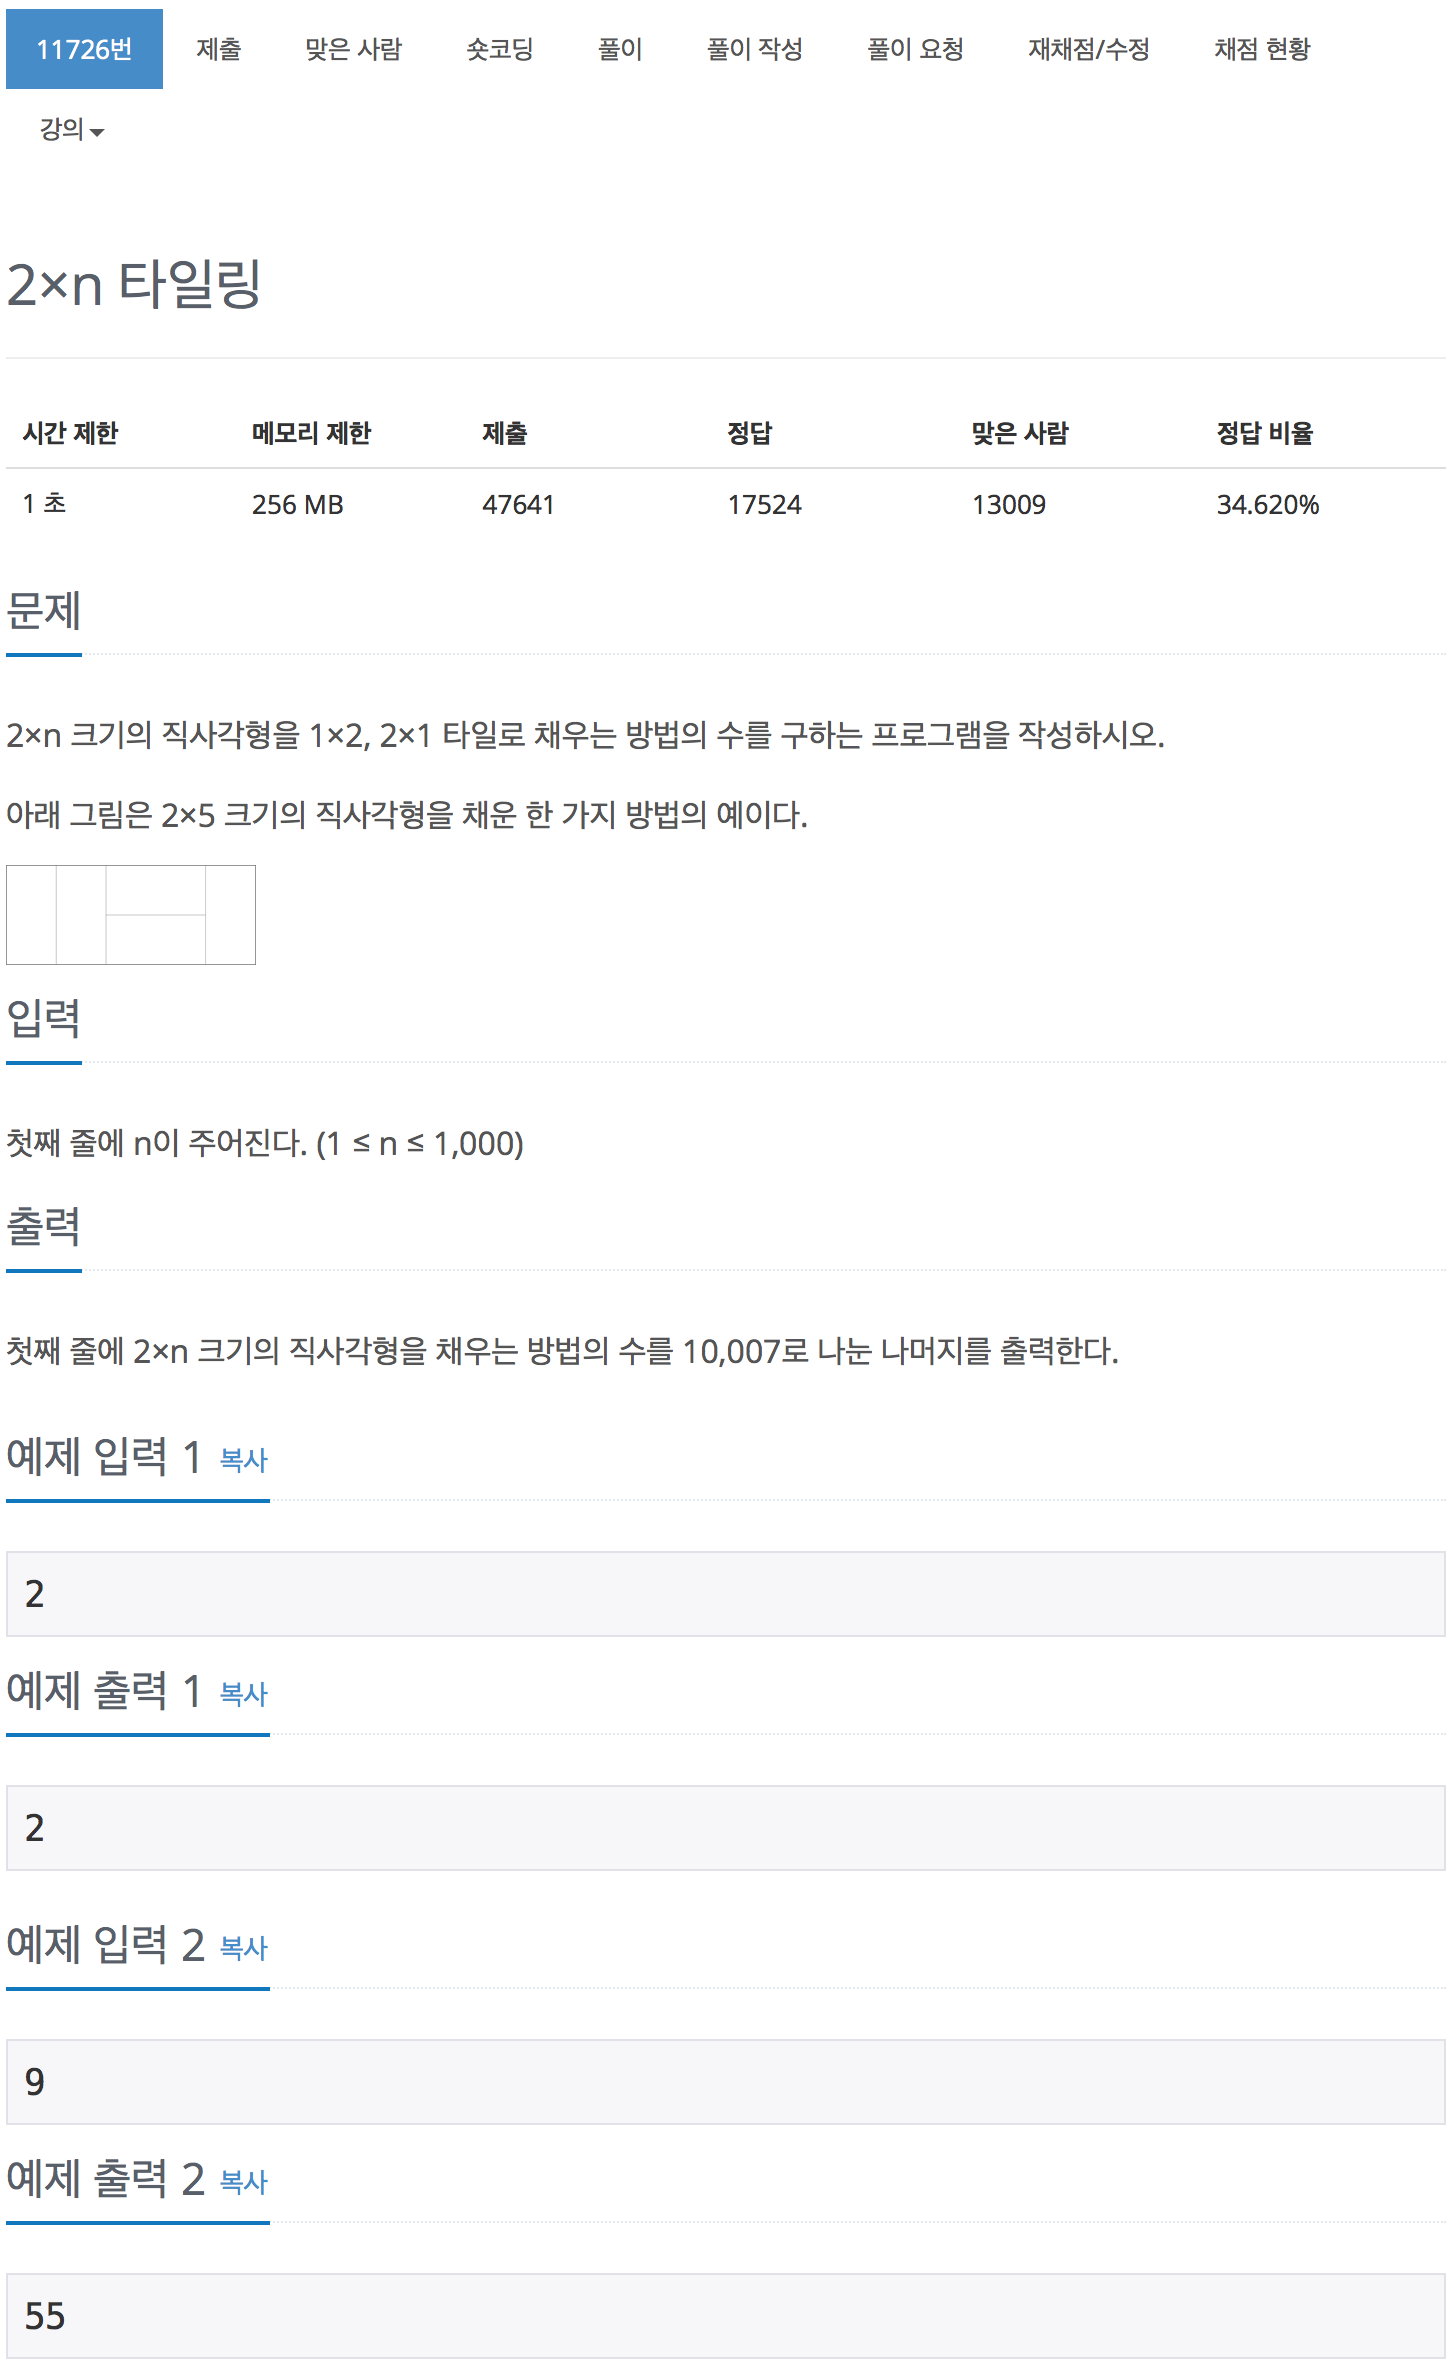 11726번 제출 맞은 사람 숏코딩 풀이 풀이 작성 풀이 요청 재채점/수정 채점 현황
강의
2×n 타일링
시간 제한 메모리 제한 제출 정답 맞은 사람 정답 비율
1 초 256 MB 47641 17524 13009 34.620%
문제
2×n 크기의 직사각형을 1×2, 2×1 타일로 채우는 방법의 수를 구하는 프로그램을 작성하시오.
아래 그림은 2×5 크기의 직사각형을 채운 한 가지 방법의 예이다.
입력
첫째 줄에 n이 주어진다. (1 ≤ n ≤ 1,000)
출력
첫째 줄에 2×n 크기의 직사각형을 채우는 방법의 수를 10,007로 나눈 나머지를 출력한다.
예제 입력 1 복사
2
예제 출력 1 복사
2
예제 입력 2 복사
9
예제 출력 2 복사
55